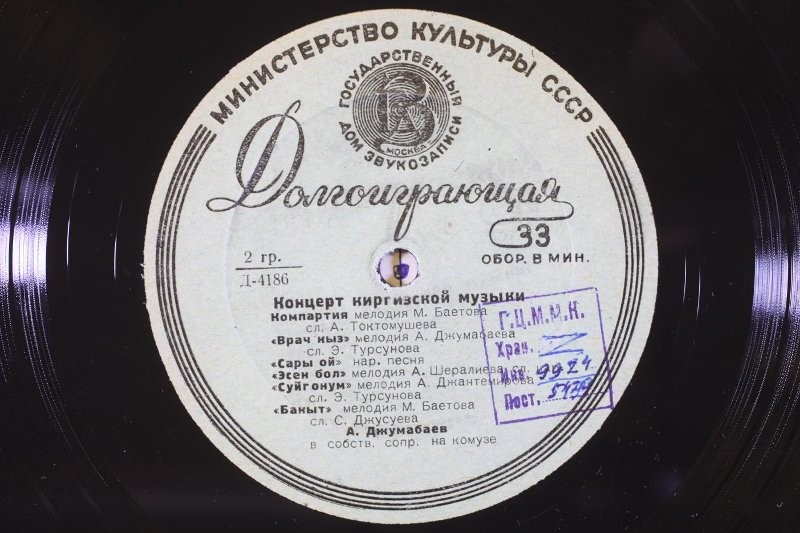 МИНИСТЕРСТВО КУЛЬТУРЫ СССР
ГОСУДАРСТВЕННЫЙ
ДОМ ЗВУКОЗАПИСИ
МОСКВА
Долгоиграющая
33
ОБОР. В МИН.
2 гр.
Д-4186
Концерт киргизской музыки
Компартия мелодия М. Баетова
сл. А. Токтомушева
«Врач кыз» мелодия А. Джумабаева
сл. Э. Турсунова
«Сары ой» нар. песня
«Эсен бол» мелодия А. Шералиева, сл.
«Суйгонум» мелодия А. Джантемирова
сл. Э. Турсунова
«Бакыт» мелодия М. Баетова
сл. С. Джусуева
А. Джумабаев
в собств. сопр. на комузе
Г.Ц.М.М.К.
Хран. V
Инв. 9924
Пост.